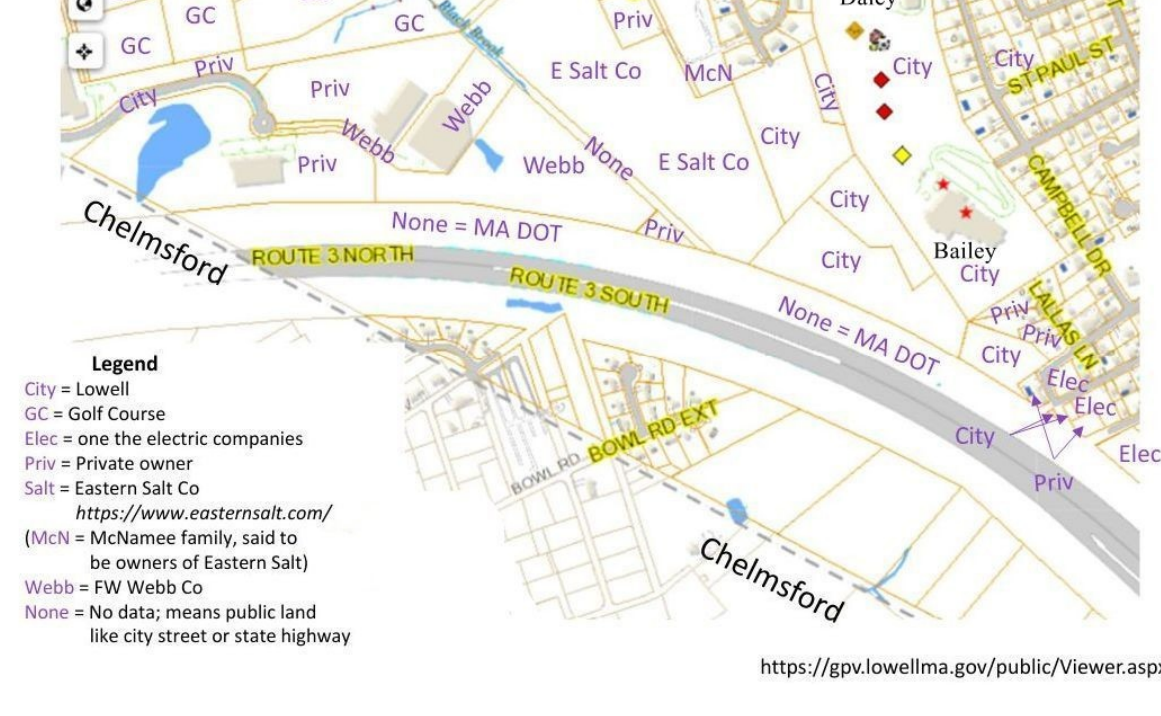 Daley
GC
GC
GC
Priv
Black Brook
Priv
City
Priv
E Salt Co
McN
City
City
City
ST PAUL ST
Webb
Webb
Priv
Webb
None
E Salt Co
City
CAMPBELL DR
City
None = MA DOT
Priv
Chelmsford
ROUTE 3 NORTH
ROUTE 3 SOUTH
City
Bailey
City
None = MA DOT
Priv
Priv
LALLAS LN
City
Elec
Elec
City
Elec
Priv
BOWL RD EXT
BOWL RD
Chelmsford
Legend
City = Lowell
GC = Golf Course
Elec = one the electric companies
Priv = Private owner
Salt = Eastern Salt Co
https://www.easternsalt.com/
(McN = McNamee family, said to
be owners of Eastern Salt)
Webb = FW Webb Co
None = No data; means public land
like city street or state highway
https://gpv.lowellma.gov/public/Viewer.aspx